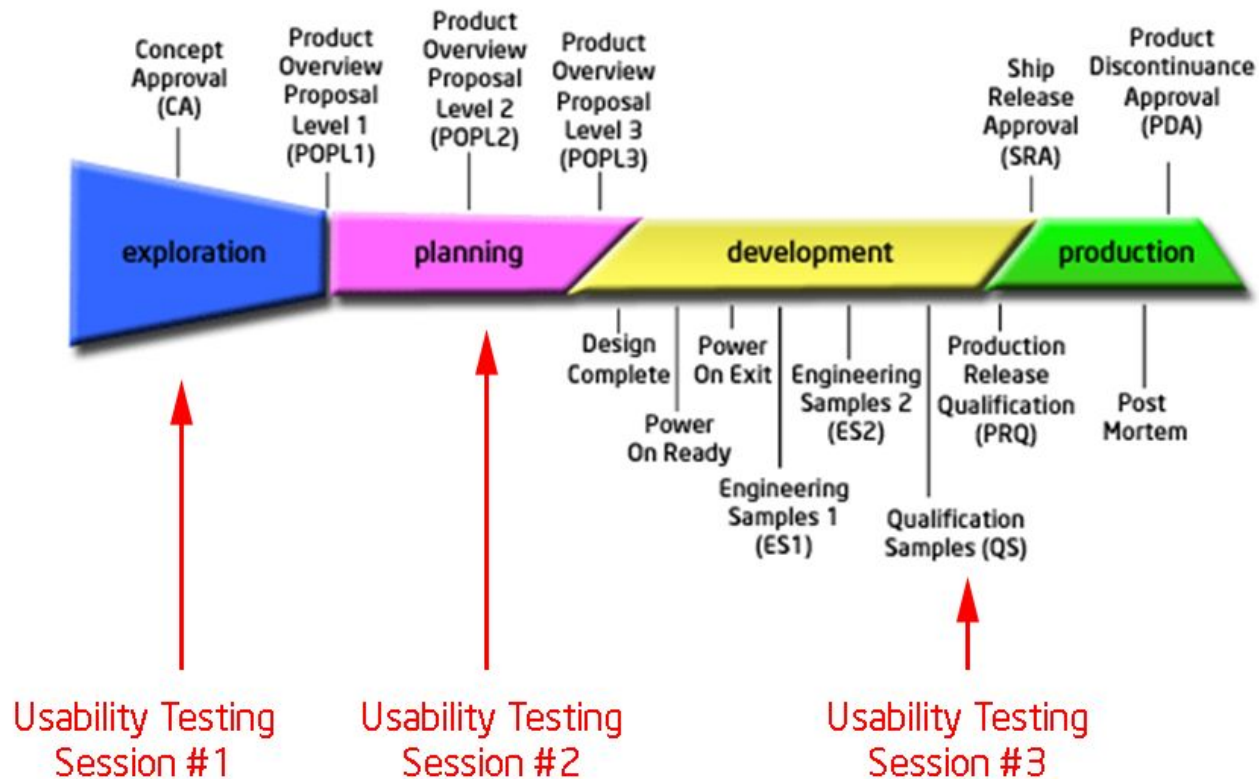 Concept
Approval
(CA)
Product
Overview
Proposal
Level 1
(POPL1)
Product
Overview
Proposal
Level 2
(POPL2)
Product
Overview
Proposal
Level 3
(POPL3)
Ship
Release
Approval
(SRA)
Product
Discontinuance
Approval
(PDA)
exploration
planning
development
production
Design
Complete
Power
On Ready
Power
On Exit
Engineering
Samples 1
(ES1)
Engineering
Samples 2
(ES2)
Qualification
Samples (QS)
Production
Release
Qualification
(PRQ)
Post
Mortem
Usability Testing
Session #1
Usability Testing
Session #2
Usability Testing
Session #3